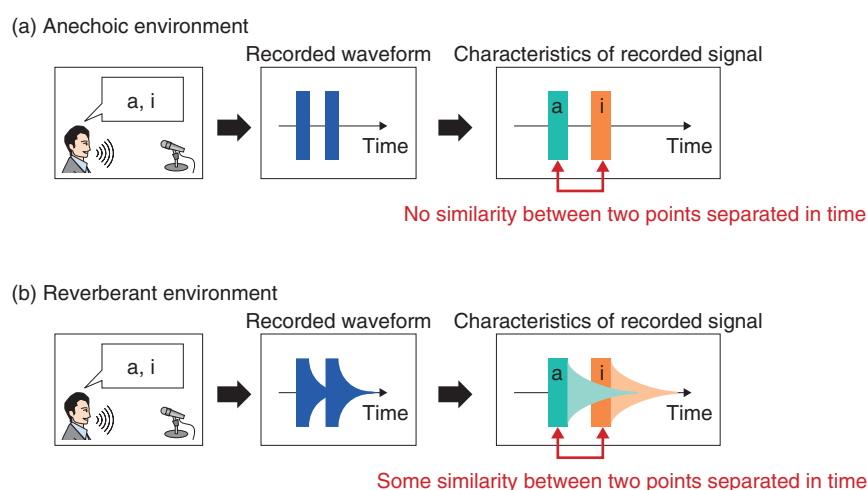 (a) Anechoic environment
Recorded waveform
Characteristics of recorded signal
a, i
Time
a
i
Time
No similarity between two points separated in time
(b) Reverberant environment
Recorded waveform
Characteristics of recorded signal
a, i
Time
a
i
Time
Some similarity between two points separated in time